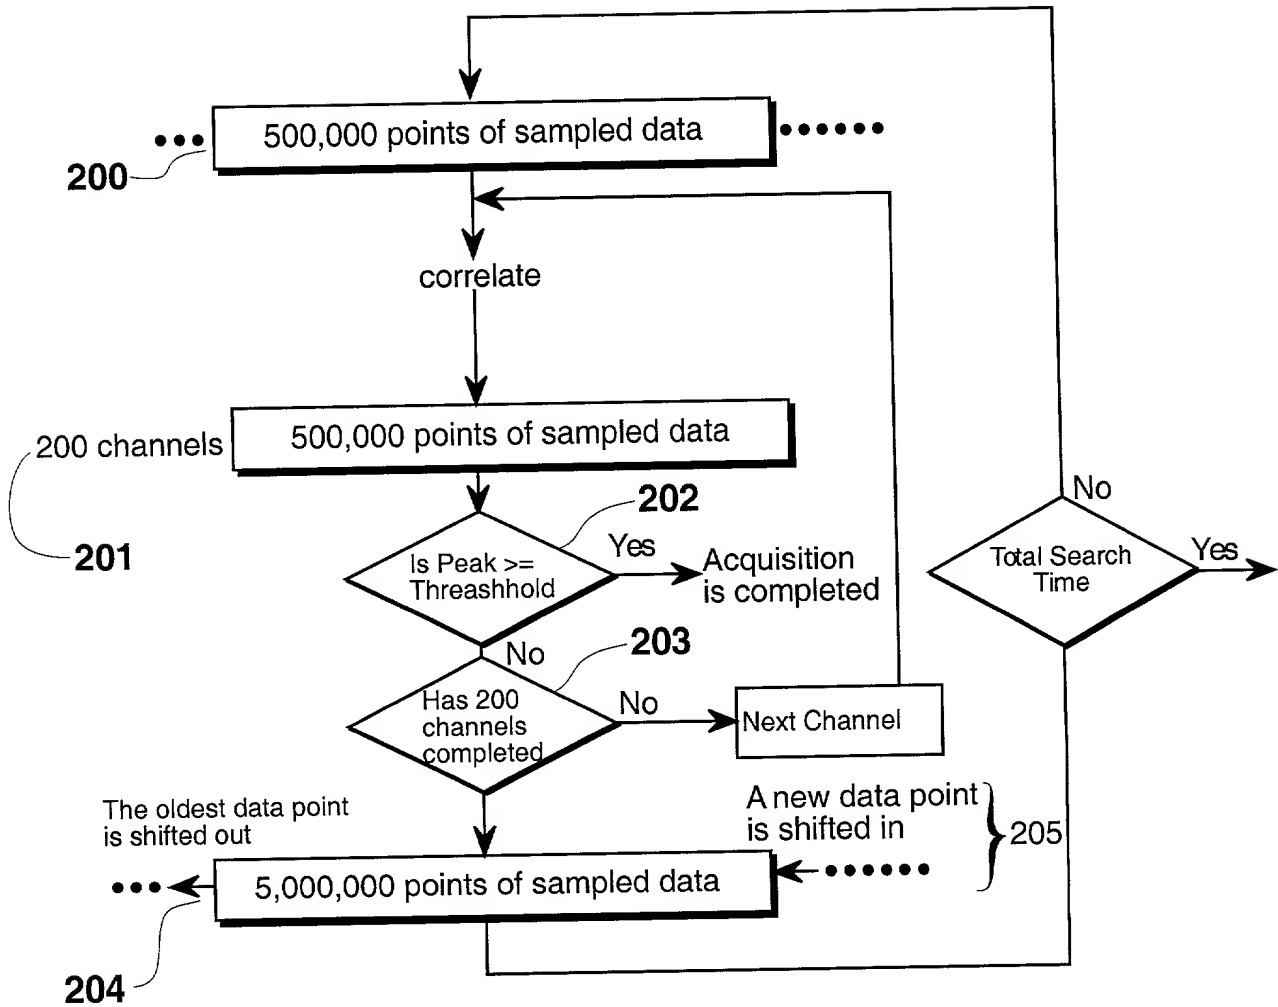 500,000 points of sampled data
200
correlate
200 channels
500,000 points of sampled data
201
202
Is Peak >=
Threashhold
Yes
Acquisition
is completed
No
Total Search
Time
Yes
No
203
Has 200
channels
completed
No
Next Channel
The oldest data point
is shifted out
A new data point
is shifted in
205
5,000,000 points of sampled data
204